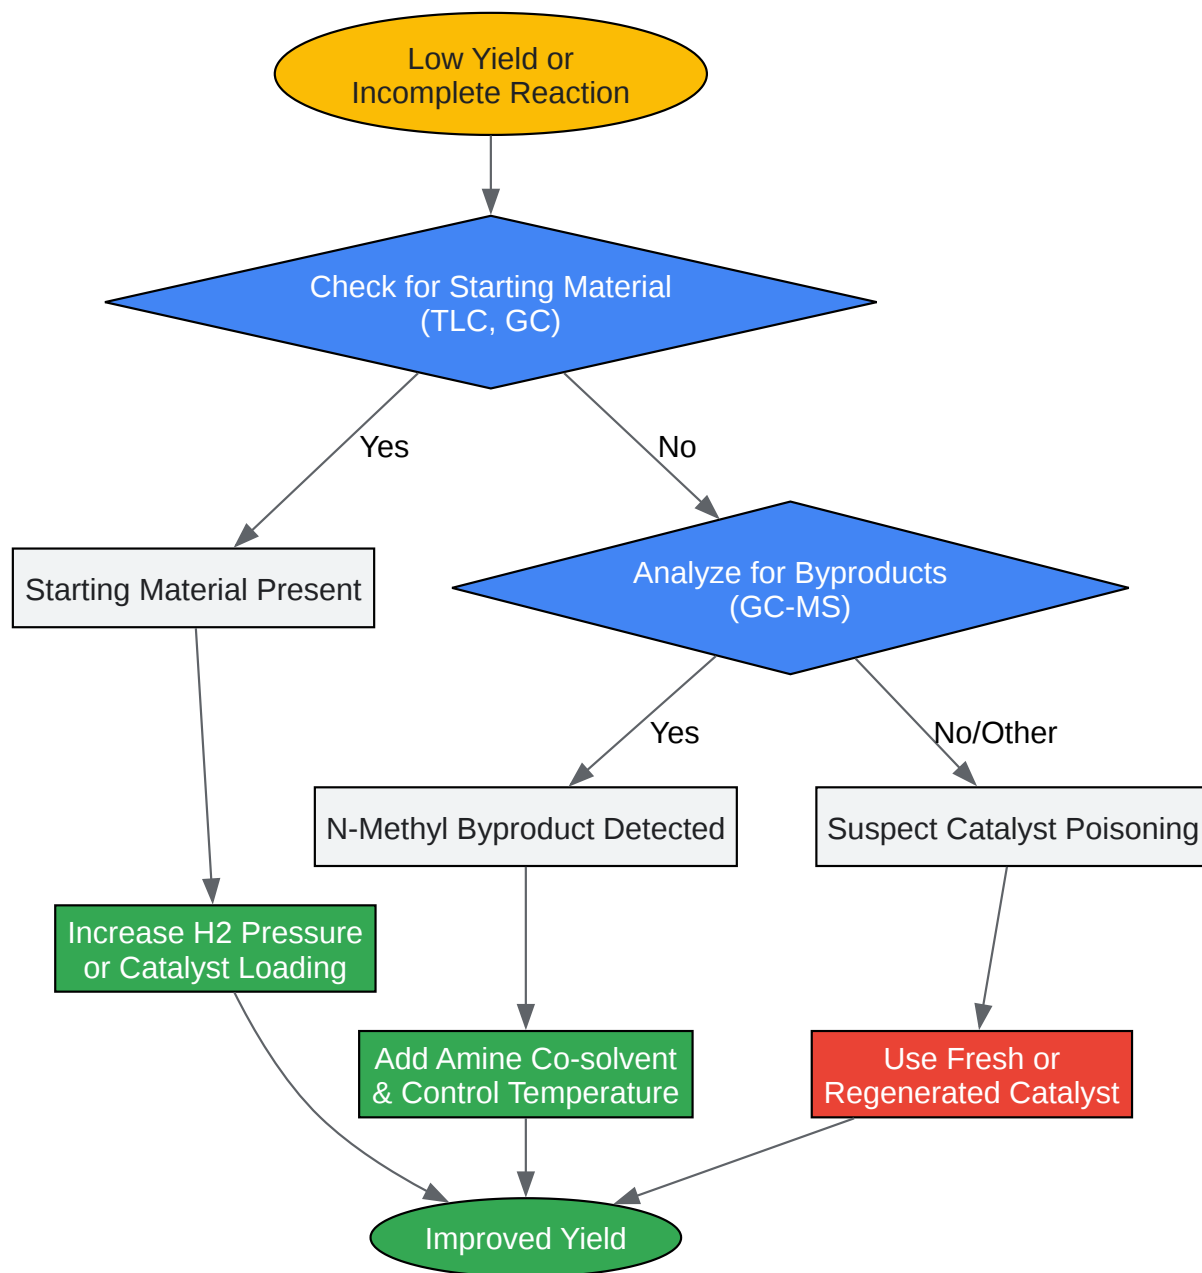 Low Yield or
Incomplete Reaction
Check for Starting Material
(TLC, GC)
Yes
No
Starting Material Present
Analyze for Byproducts
(GC-MS)
Yes
No/Other
N-Methyl Byproduct Detected
Suspect Catalyst Poisoning
Increase H2 Pressure
or Catalyst Loading
Add Amine Co-solvent
& Control Temperature
Use Fresh or
Regenerated Catalyst
Improved Yield